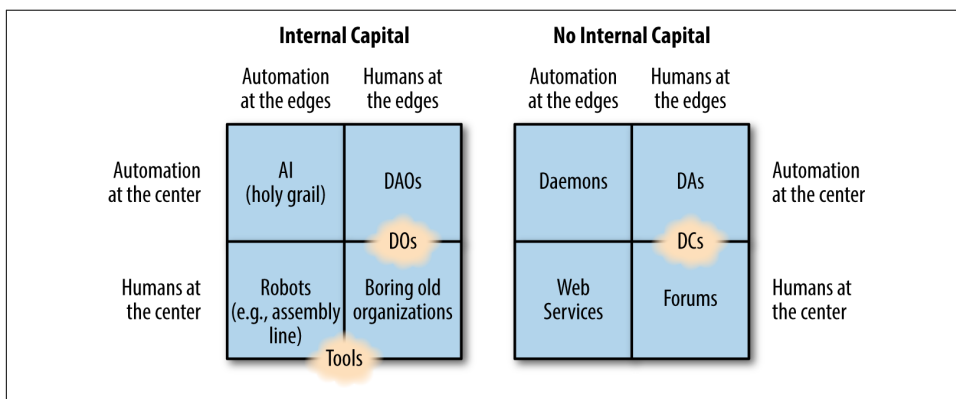 Internal Capital
No Internal Capital
Automation
at the edges
Humans at
the edges
Automation
at the edges
Humans at
the edges
Automation
at the center
AI
(holy grail)
DAOs
Daemons
DAs
Automation
at the center
DOs
DCs
Humans at
the center
Robots
(e.g., assembly
line)
Boring old
organizations
Web
Services
Forums
Humans at
the center
Tools